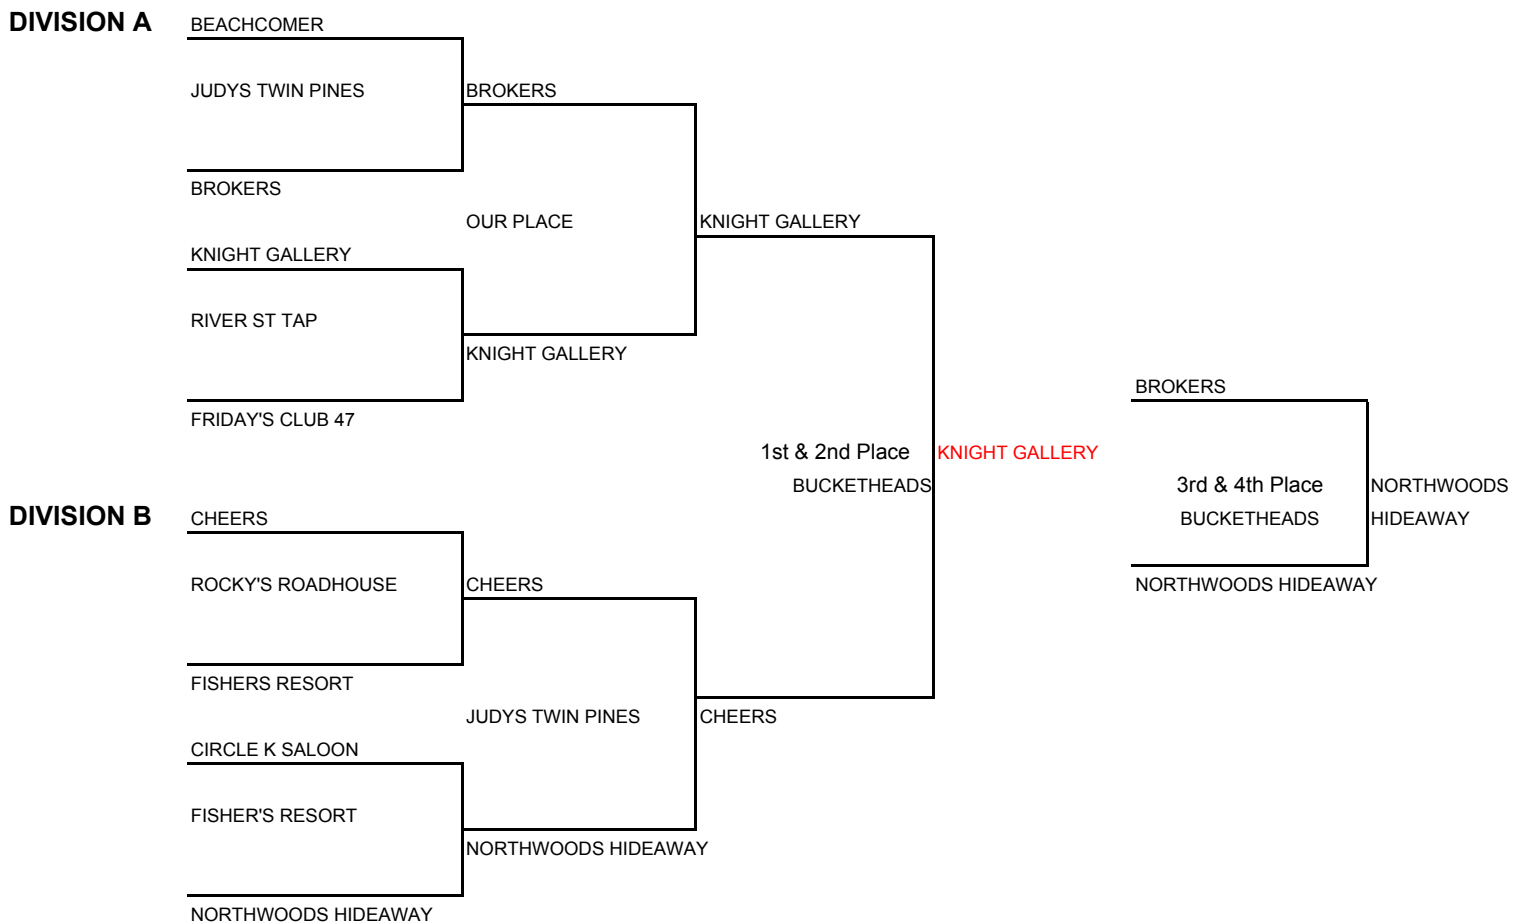 DIVISION A
BEACHCOMER
JUDYS TWIN PINES
BROKERS
BROKERS
OUR PLACE
KNIGHT GALLERY
KNIGHT GALLERY
RIVER ST TAP
KNIGHT GALLERY
BROKERS
FRIDAY'S CLUB 47
1st & 2nd Place
KNIGHT GALLERY
BUCKETHEADS
3rd & 4th Place
NORTHWOODS
BUCKETHEADS
HIDEAWAY
DIVISION B
CHEERS
ROCKY'S ROADHOUSE
CHEERS
NORTHWOODS HIDEAWAY
FISHERS RESORT
JUDYS TWIN PINES
CHEERS
CIRCLE K SALOON
FISHER'S RESORT
NORTHWOODS HIDEAWAY
NORTHWOODS HIDEAWAY